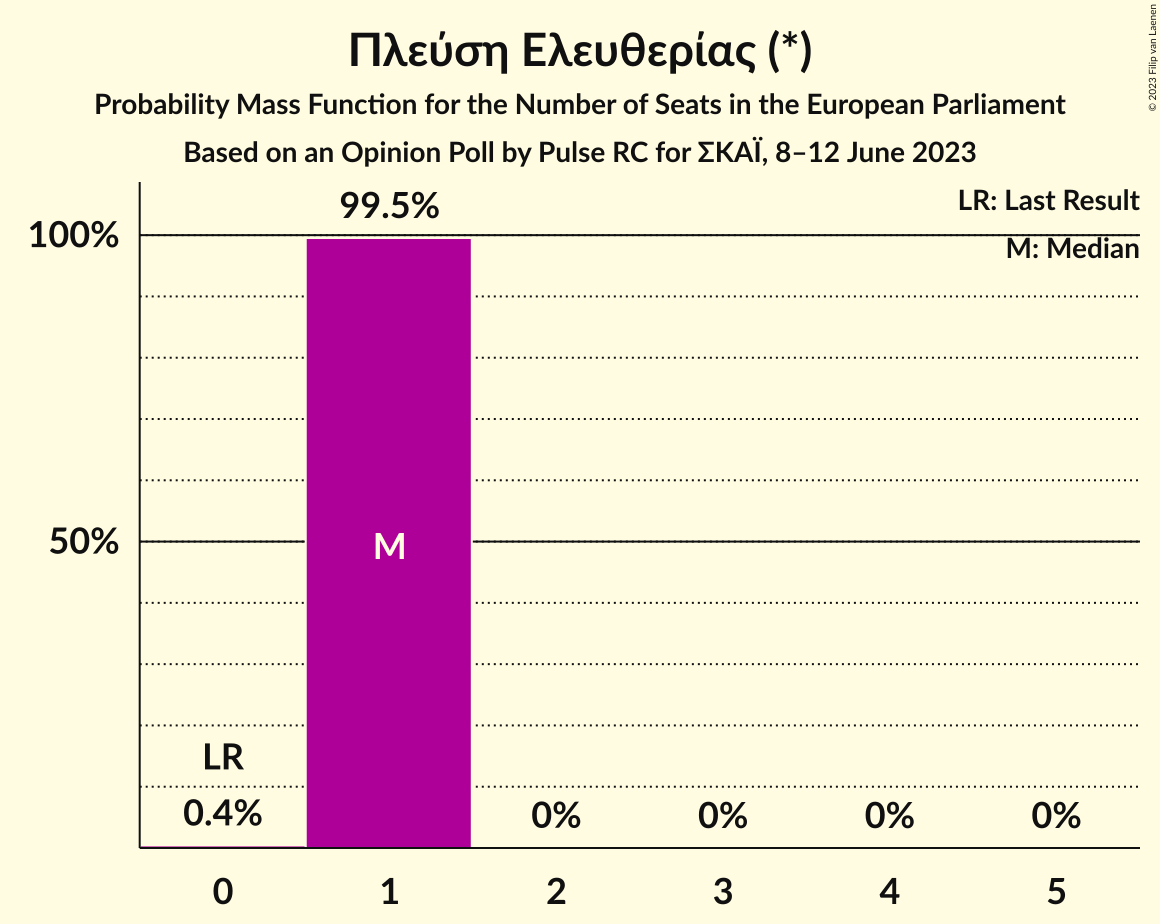 Πλεύση Ελευθερίας (*)
Probability Mass Function for the Number of Seats in the European Parliament
Based on an Opinion Poll by Pulse RC for ΣΚΑΪ, 8–12 June 2023
© 2023 Filip van Laenen
LR: Last Result
M: Median
99.5%
100%
50%
M
LR
0.4%
0%
0%
0%
0%
0
1
2
3
4
5